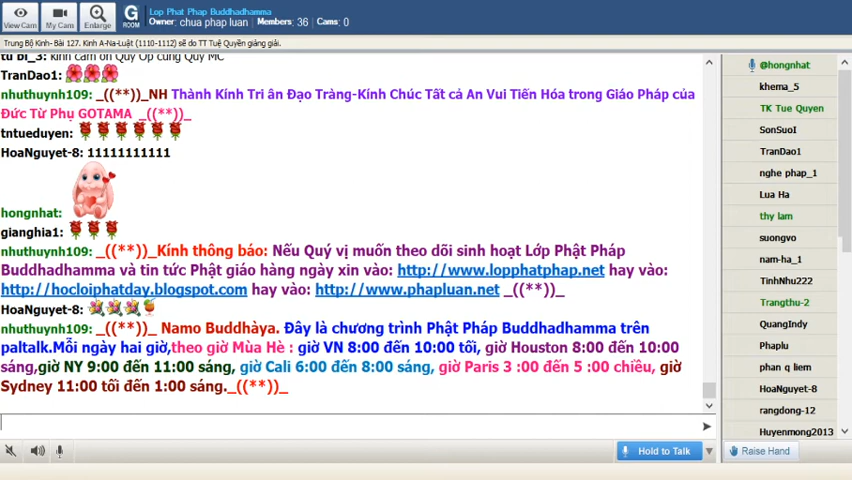 View Cam
My Cam
Enlarge
G
ROOM
Lop Phat Phap Buddhadhamma
Owner: chua phap luan Members: 36 Cams: 0
Trung Bộ Kinh- Bài 127. Kinh A-Na-Luật (1110-1112) sẽ do TT Tuệ Quyền giảng giải.
TranDao1:
nhuthuynh109: _((**))_NH Thành Kính Tri ân Đạo Tràng-Kính Chúc Tất cả An Vui Tiến Hóa trong Giáo Pháp của
Đức Từ Phụ GOTAMA _((**))_
tntueduyen:
HoaNguyet-8: 11111111111
hongnhat:
gianghia1:
nhuthuynh109: _((**))_Kính thông báo: Nếu Quý vị muốn theo dõi sinh hoạt Lớp Phật Pháp
Buddhadhamma và tin tức Phật giáo hàng ngày xin vào: http://www.lopphatphap.net hay vào:
http://hocloiphatday.blogspot.com hay vào: http://www.phapluan.net _((**))_
HoaNguyet-8:
nhuthuynh109: _((**))_ Namo Buddhàya. Đây là chương trình Phật Pháp Buddhadhamma trên
paltalk.Mỗi ngày hai giờ,theo giờ Mùa Hè : giờ VN 8:00 đến 10:00 tối, giờ Houston 8:00 đến 10:00
sáng,giờ NY 9:00 đến 11:00 sáng, giờ Cali 6:00 đến 8:00 sáng, giờ Paris 3 :00 đến 5 :00 chiều, giờ
Sydney 11:00 tối đến 1:00 sáng._((**))_
Hold to Talk
@hongnhat
khema_5
TK Tue Quyen
SonSuoI
TranDao1
nghe phap_1
Lua Ha
thy lam
suongvo
nam-ha_1
TinhNhu222
Trangthu-2
QuangIndy
Phaplu
phan q liem
HoaNguyet-8
rangdong-12
Huyenmong2013
Raise Hand